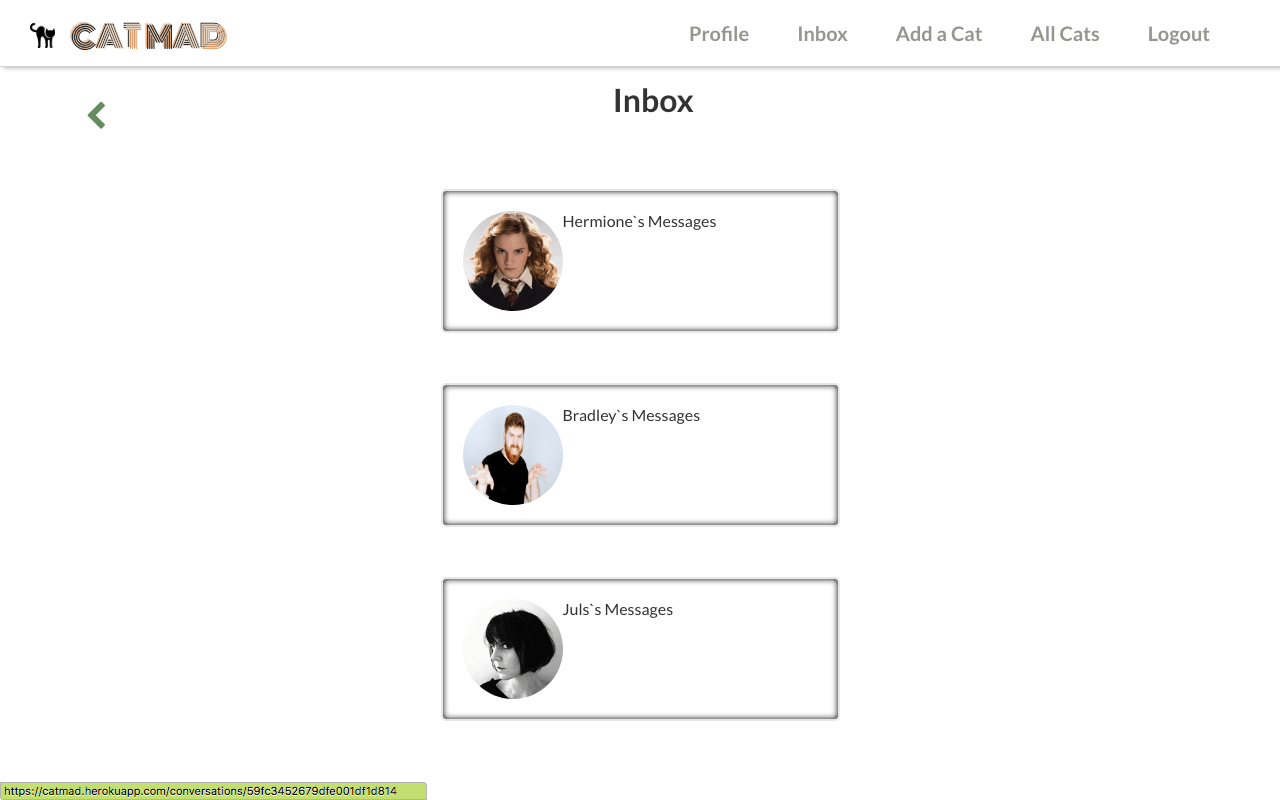 CATMAD
Profile Inbox Add a Cat All Cats Logout
Inbox
Hermione`s Messages
Bradley`s Messages
Juls`s Messages
https://catmad.herokuapp.com/conversations/59fc3452679dfe001df1d814